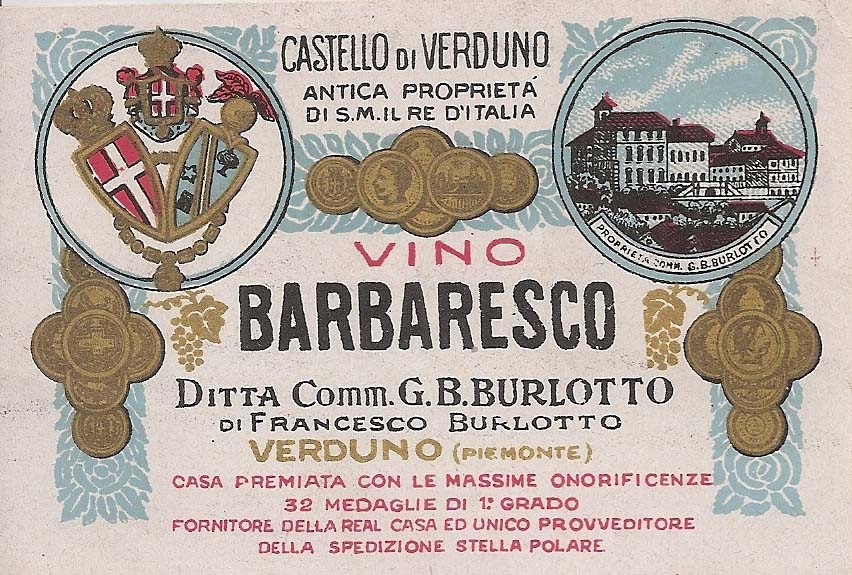 CASTELLO DI VERDUNO
ANTICA PROPRIETÁ
DI S.M. IL RE D'ITALIA
PROPRIETA COMM. G.B. BURLOTTO
VINO
BARBARESCO
DITTA COMM. G.B. BURLOTTO
DI FRANCESCO BURLOTTO
VERDUNO (PIEMONTE)
CASA PREMIATA CON LE MASSIME ONORIFICENZE
32 MEDAGLIE DI 1.º GRADO
FORNITORE DELLA REAL CASA ED UNICO PROVVEDITORE
DELLA SPEDIZIONE STELLA POLARE